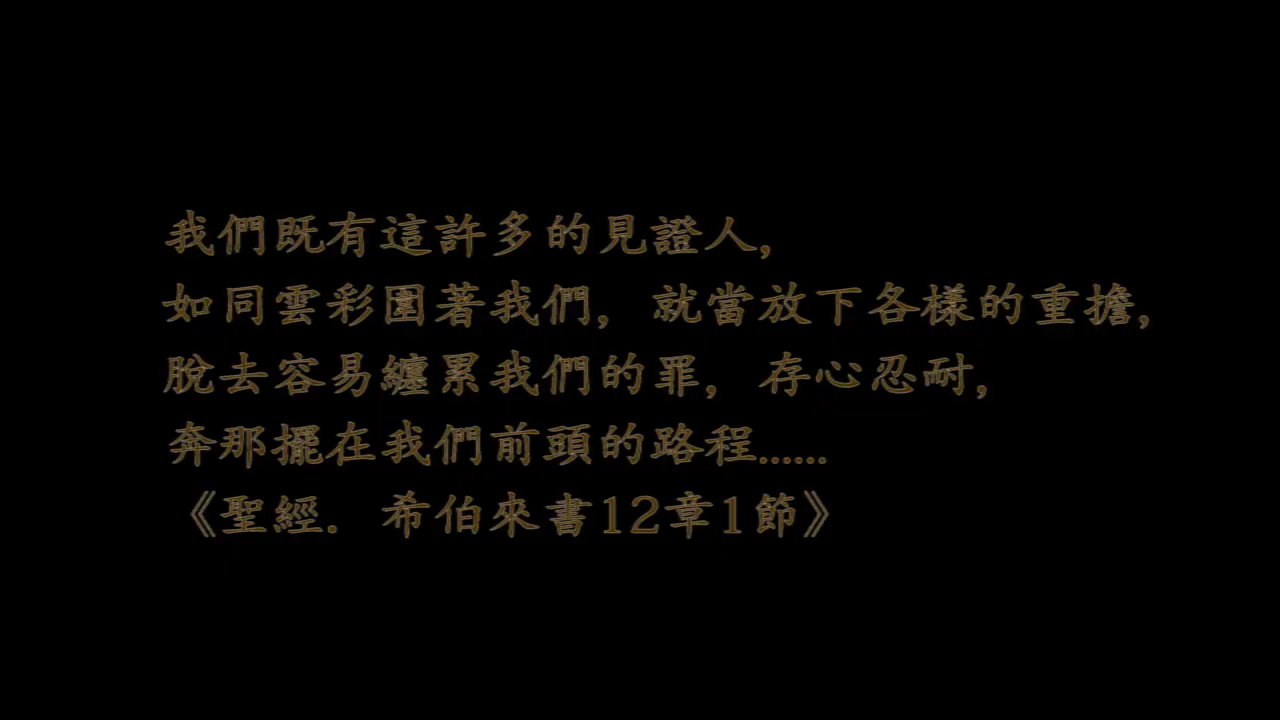 我們既有這許多的見證人,
如同雲彩圍著我們, 就當放下各樣的重擔,
脫去容易纏累我們的罪, 存心忍耐,
奔那擺在我們前頭的路程......
《聖經. 希伯來書12章1節》